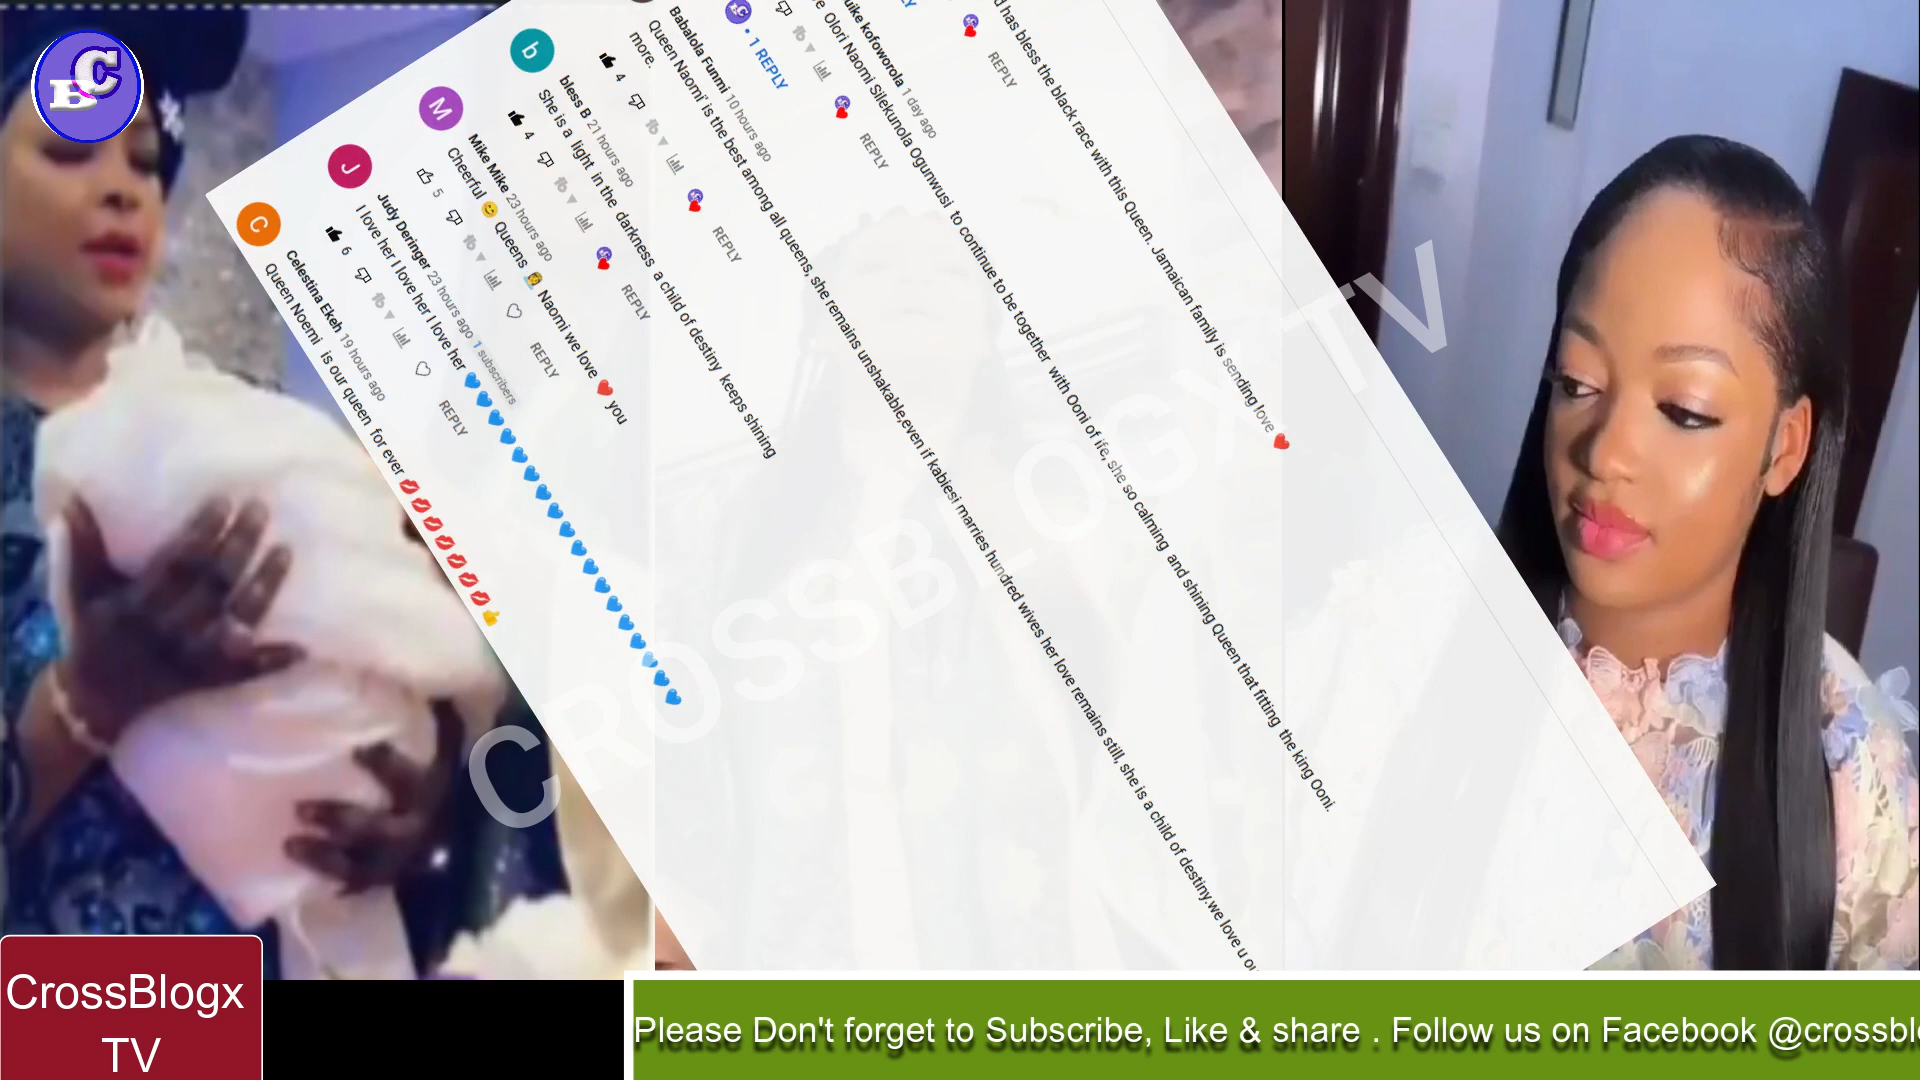 BC
d has bless the black race with this Queen. Jamaican family is sending love ❤️
REPLY
kofoworola 1 day ago
Olori Naomi Silekunola Ogunwusi to continue to be together with Ooni of ife, she so calming and shining Queen that fitting the king Ooni.
REPLY
• 1 REPLY
Babalola Funmi 10 hours ago
Queen Naomi is the best among all queens, she remains unshakable,even if kabiesi marries hundred wives her love remains still, she is a child of destiny.we love u
more.
4 REPLY
b
bless B 21 hours ago
She is a light in the darkness a child of destiny keeps shining
4 REPLY
M
Mike Mike 23 hours ago
Cheerful 😊 Queens 👸 Naomi we love ❤️ you
5 REPLY
J
Judy Deringer 23 hours ago 1 subscribers
I love her I love her I love her 💙💙💙💙💙💙💙💙💙💙💙💙💙💙💙💙💙💙
6 REPLY
C
Celestina Ekeh 19 hours ago
Queen Noemi is our queen for ever 💋💋💋💋💋💋💋👍
CROSSBLOGX TV
CrossBlogx
TV
Please Don't forget to Subscribe, Like & share . Follow us on Facebook @crossbl